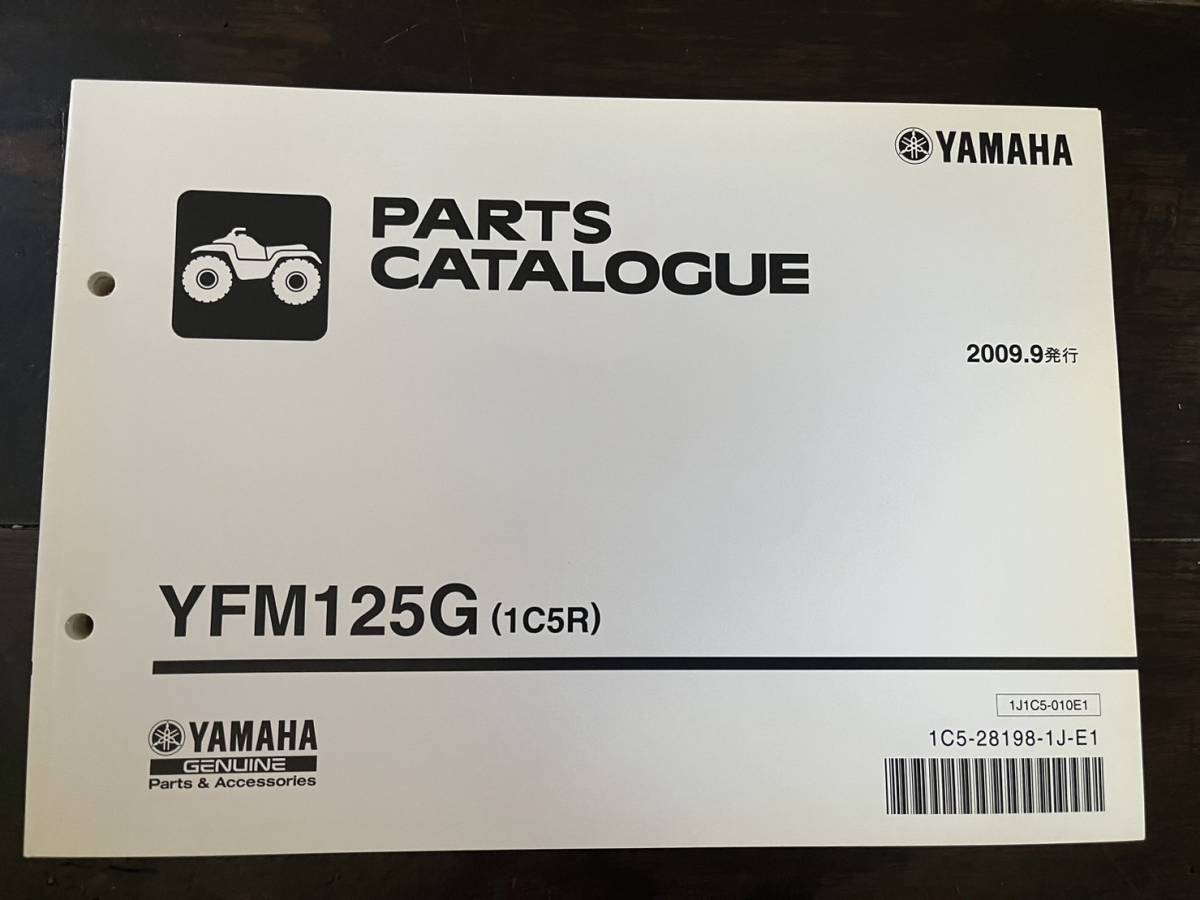 YAMAHA
PARTS
CATALOGUE
2009.9発行
YFM125G (1C5R)
1J1C5-010E1
1C5-28198-1J-E1
YAMAHA
GENUINE
Parts & Accessories